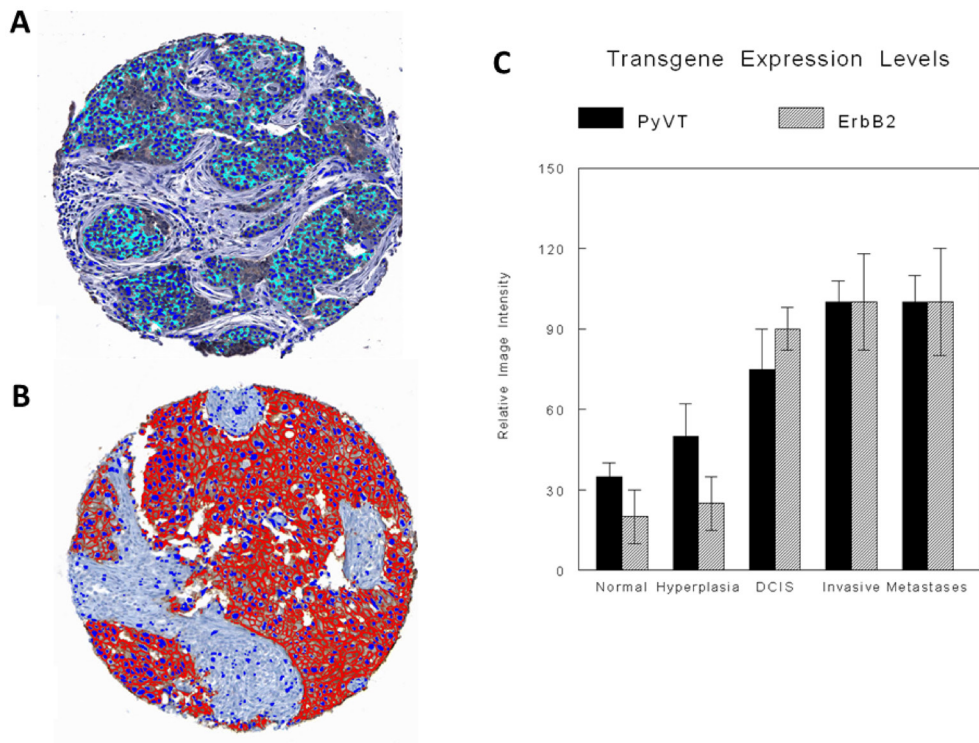 A
B
C
Transgene Expression Levels
PyVT
ErbB2
Relative Image Intensity
150
120
90
60
30
0
Normal Hyperplasia DCIS Invasive Metastases